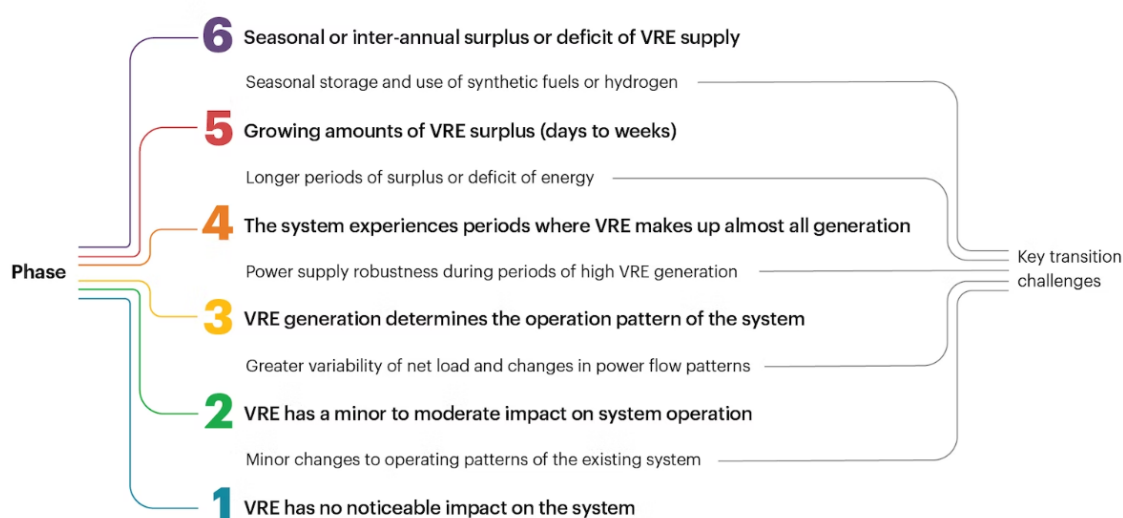 6 Seasonal or inter-annual surplus or deficit of VRE supply
Seasonal storage and use of synthetic fuels or hydrogen
5 Growing amounts of VRE surplus (days to weeks)
Longer periods of surplus or deficit of energy
4 The system experiences periods where VRE makes up almost all generation
Phase
Power supply robustness during periods of high VRE generation
Key transition
challenges
3 VRE generation determines the operation pattern of the system
Greater variability of net load and changes in power flow patterns
2 VRE has a minor to moderate impact on system operation
Minor changes to operating patterns of the existing system
1 VRE has no noticeable impact on the system